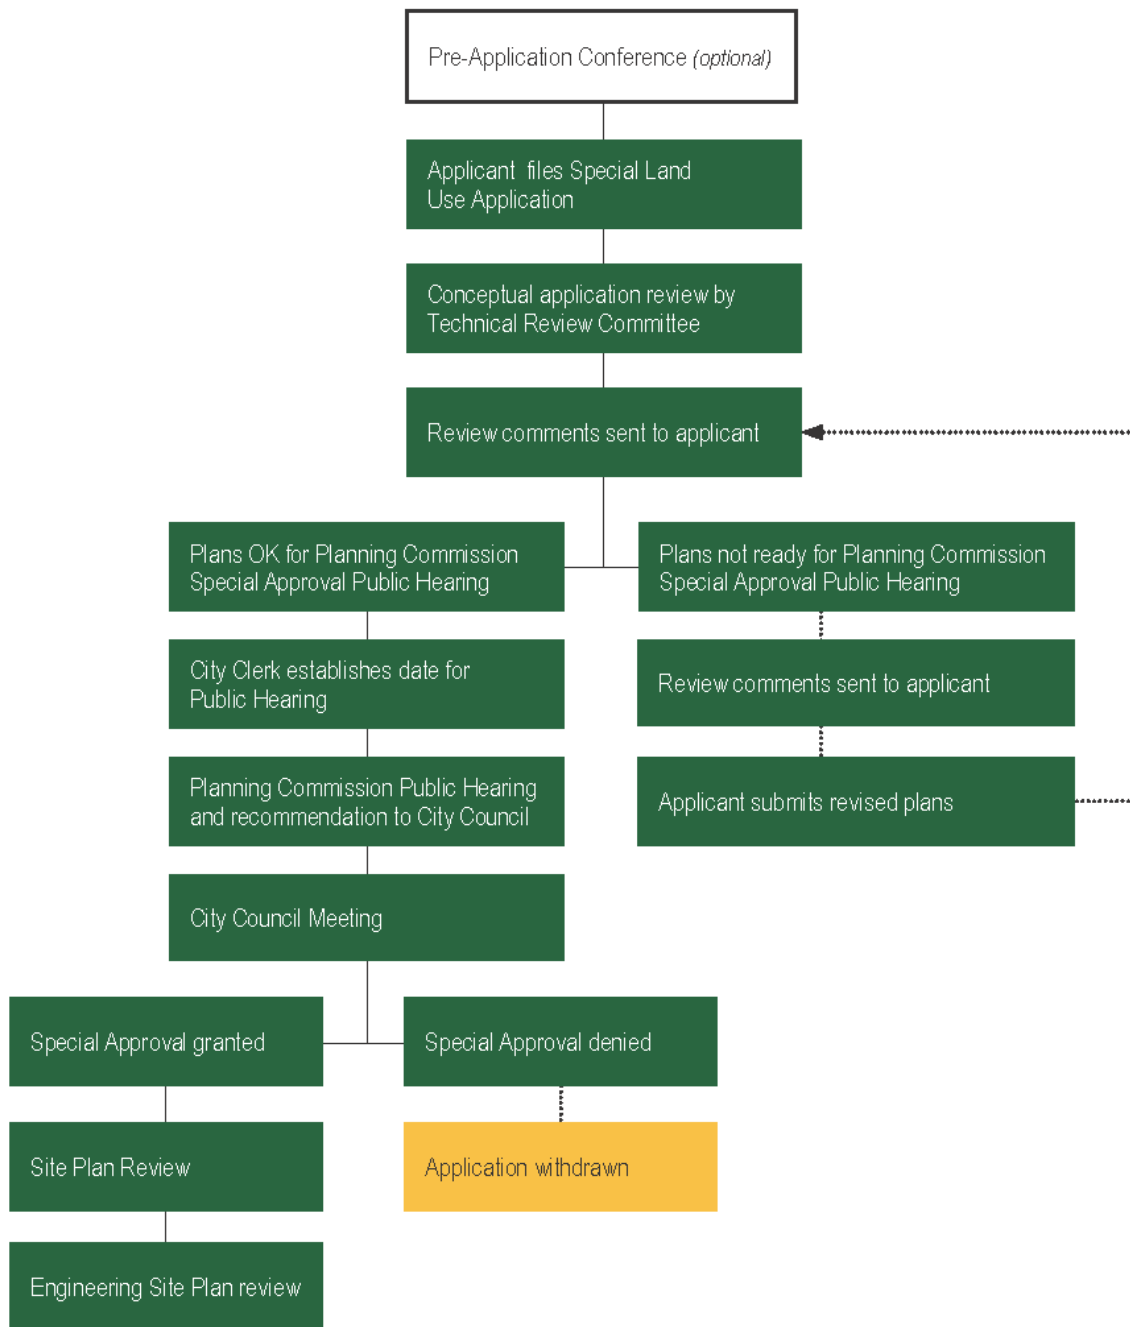 Pre-Application Conference (optional)
Applicant files Special Land
Use Application
Conceptual application review by
Technical Review Committee
Review comments sent to applicant
Plans OK for Planning Commission
Special Approval Public Hearing
Plans not ready for Planning Commission
Special Approval Public Hearing
City Clerk establishes date for
Public Hearing
Review comments sent to applicant
Planning Commission Public Hearing
and recommendation to City Council
Applicant submits revised plans
City Council Meeting
Special Approval granted
Special Approval denied
Site Plan Review
Application withdrawn
Engineering Site Plan review